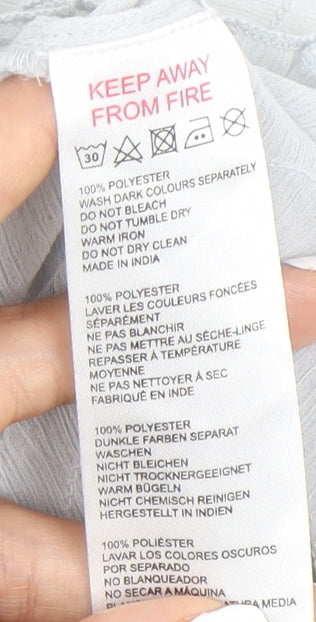 KEEP AWAY
FROM FIRE
30
100% POLYESTER
WASH DARK COLOURS SEPARATELY
DO NOT BLEACH
DO NOT TUMBLE DRY
WARM IRON
DO NOT DRY CLEAN
MADE IN INDIA
100% POLYESTER
LAVER LES COULEURS FONCÉES
SÉPARÉMENT
NE PAS BLANCHIR
NE PAS METTRE AU SÈCHE-LINGE
REPASSER À TEMPÉRATURE
MOYENNE
NE PAS NETTOYER À SEC
FABRIQUÉ EN INDE
100% POLYESTER
DUNKLE FARBEN SEPARAT
WASCHEN
NICHT BLEICHEN
NICHT TROCKNERGEEIGNET
WARM BÜGELN
NICHT CHEMISCH REINIGEN
HERGESTELLT IN INDIEN
100% POLIÉSTER
LAVAR LOS COLORES OSCUROS
POR SEPARADO
NO BLANQUEADOR
NO SECAR A MÁQUINA
MEDIA